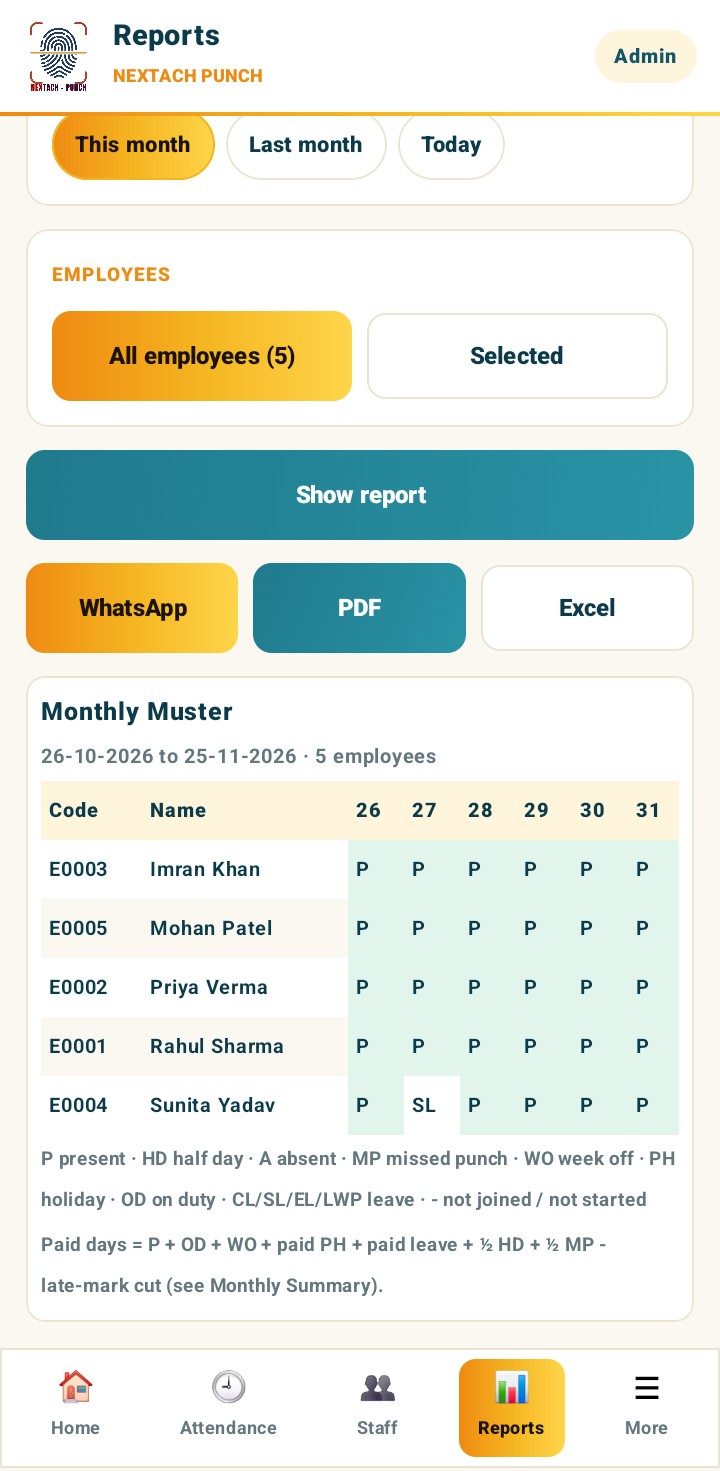 Reports
NEXTACH PUNCH
NEXTACH - PUNCH
Admin
This month Last month Today
EMPLOYEES
All employees (5) Selected
Show report
WhatsApp PDF Excel
Monthly Muster
26-10-2026 to 25-11-2026 · 5 employees
Code Name 26 27 28 29 30 31
E0003 Imran Khan P P P P P P
E0005 Mohan Patel P P P P P P
E0002 Priya Verma P P P P P P
E0001 Rahul Sharma P P P P P P
E0004 Sunita Yadav P SL P P P P
P present · HD half day · A absent · MP missed punch · WO week off · PH
holiday · OD on duty · CL/SL/EL/LWP leave · - not joined / not started
Paid days = P + OD + WO + paid PH + paid leave + ½ HD + ½ MP -
late-mark cut (see Monthly Summary).
Home Attendance Staff Reports More